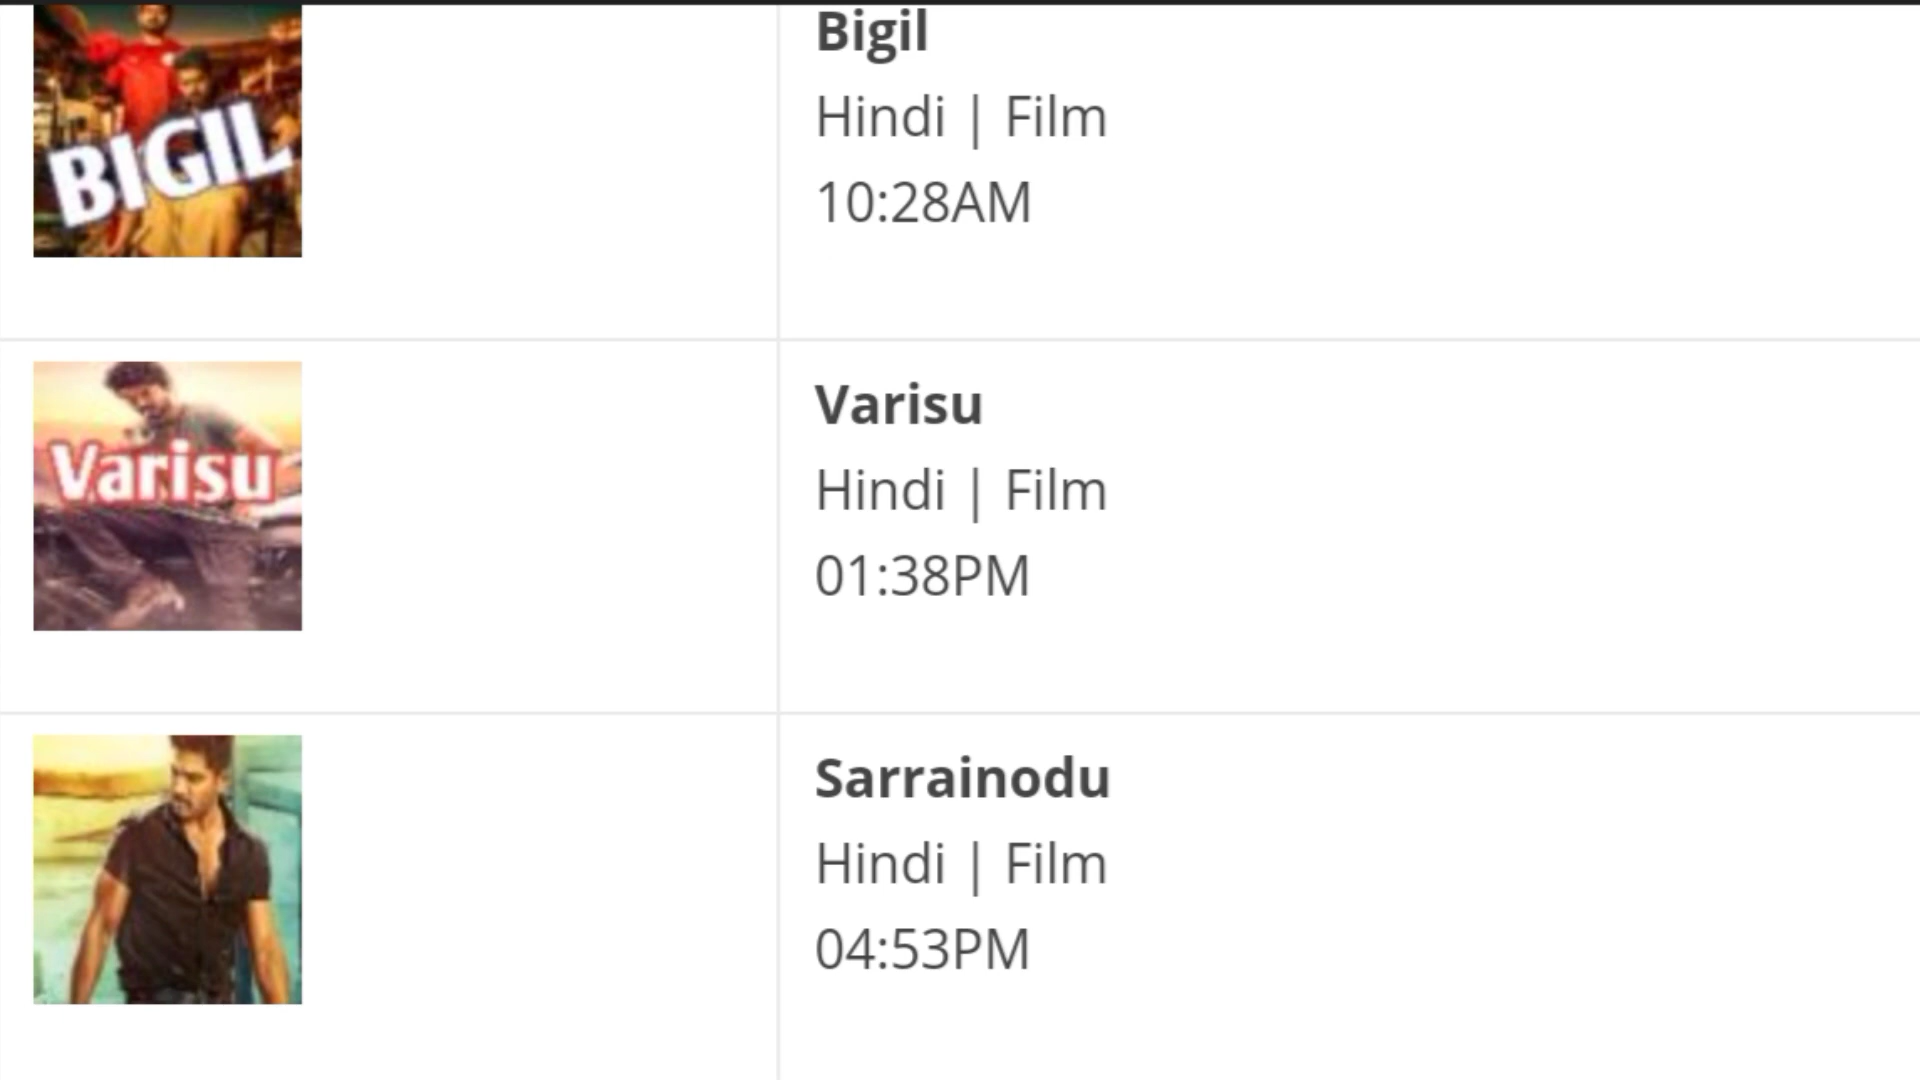 BIGIL
Bigil
Hindi | Film
10:28AM
Varisu
Varisu
Hindi | Film
01:38PM
Sarrainodu
Hindi | Film
04:53PM